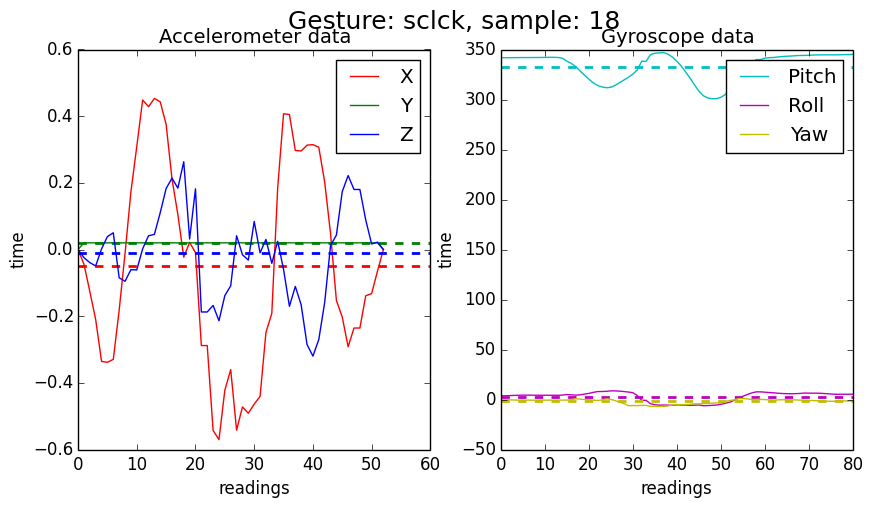 Gesture: sclck, sample: 18
Accelerometer data
0.6
0.4
0.2
0.0
−0.2
−0.4
−0.6
time
0
10
20
30
40
50
60
readings
X
Y
Z
Gyroscope data
350
300
250
200
150
100
50
0
−50
time
0
10
20
30
40
50
60
70
80
readings
Pitch
Roll
Yaw